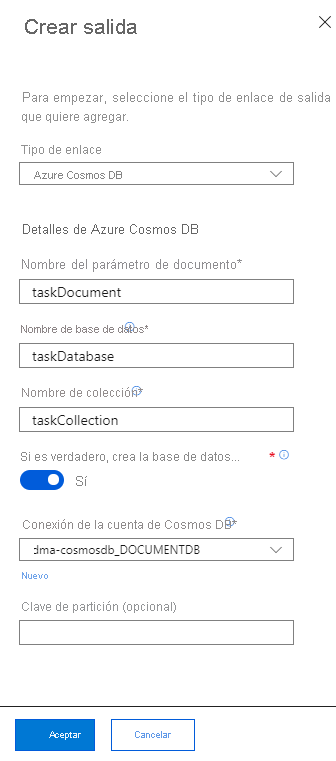 Crear salida
Para empezar, seleccione el tipo de enlace de salida
que quiere agregar.
Tipo de enlace
Azure Cosmos DB
Detalles de Azure Cosmos DB
Nombre del parámetro de documento*
taskDocument
Nombre de base de datos*
taskDatabase
Nombre de colección*
taskCollection
Si es verdadero, crea la base de datos... *
Sí
Conexión de la cuenta de Cosmos DB*
dma-cosmosdb_DOCUMENTDB
Nuevo
Clave de partición (opcional)
Aceptar Cancelar